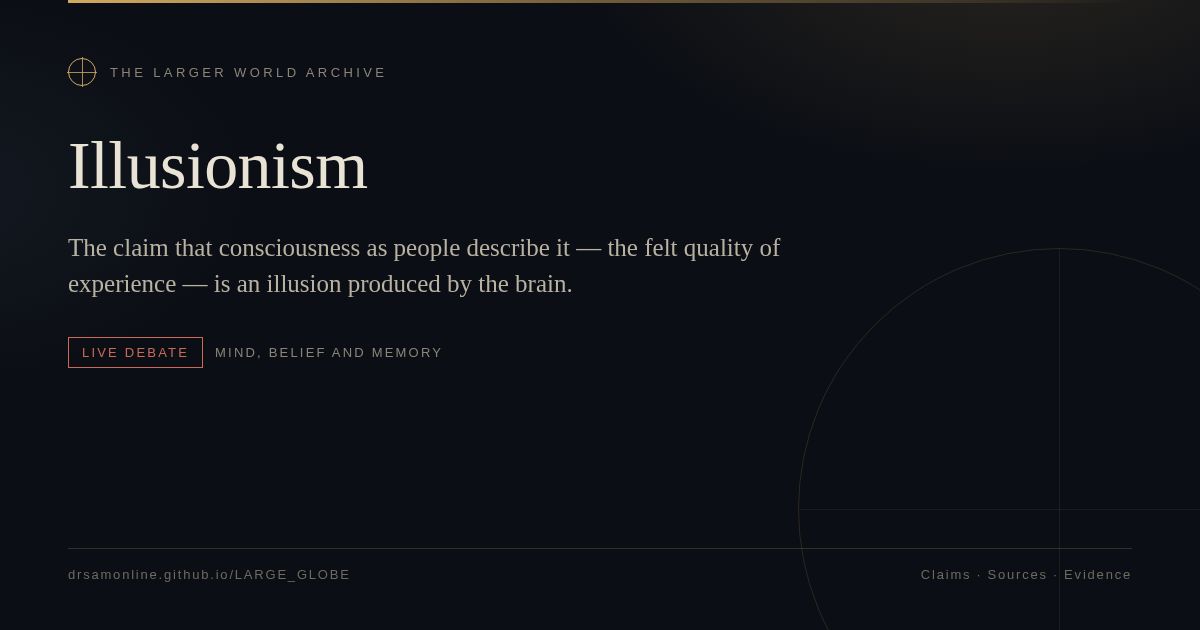 THE LARGER WORLD ARCHIVE
Illusionism
The claim that consciousness as people describe it — the felt quality of
experience — is an illusion produced by the brain.
LIVE DEBATE MIND, BELIEF AND MEMORY
drsamonline.github.io/LARGE_GLOBE Claims · Sources · Evidence